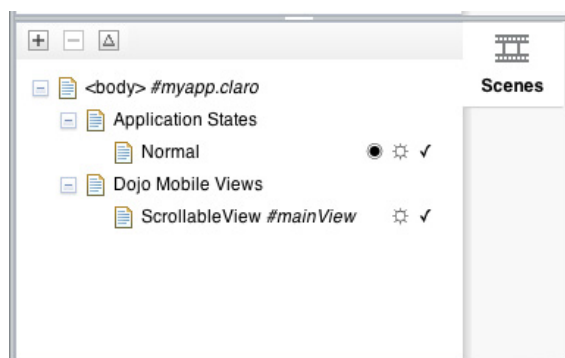 <body> #myapp.claro
Scenes
Application States
Normal
Dojo Mobile Views
ScrollableView #mainView